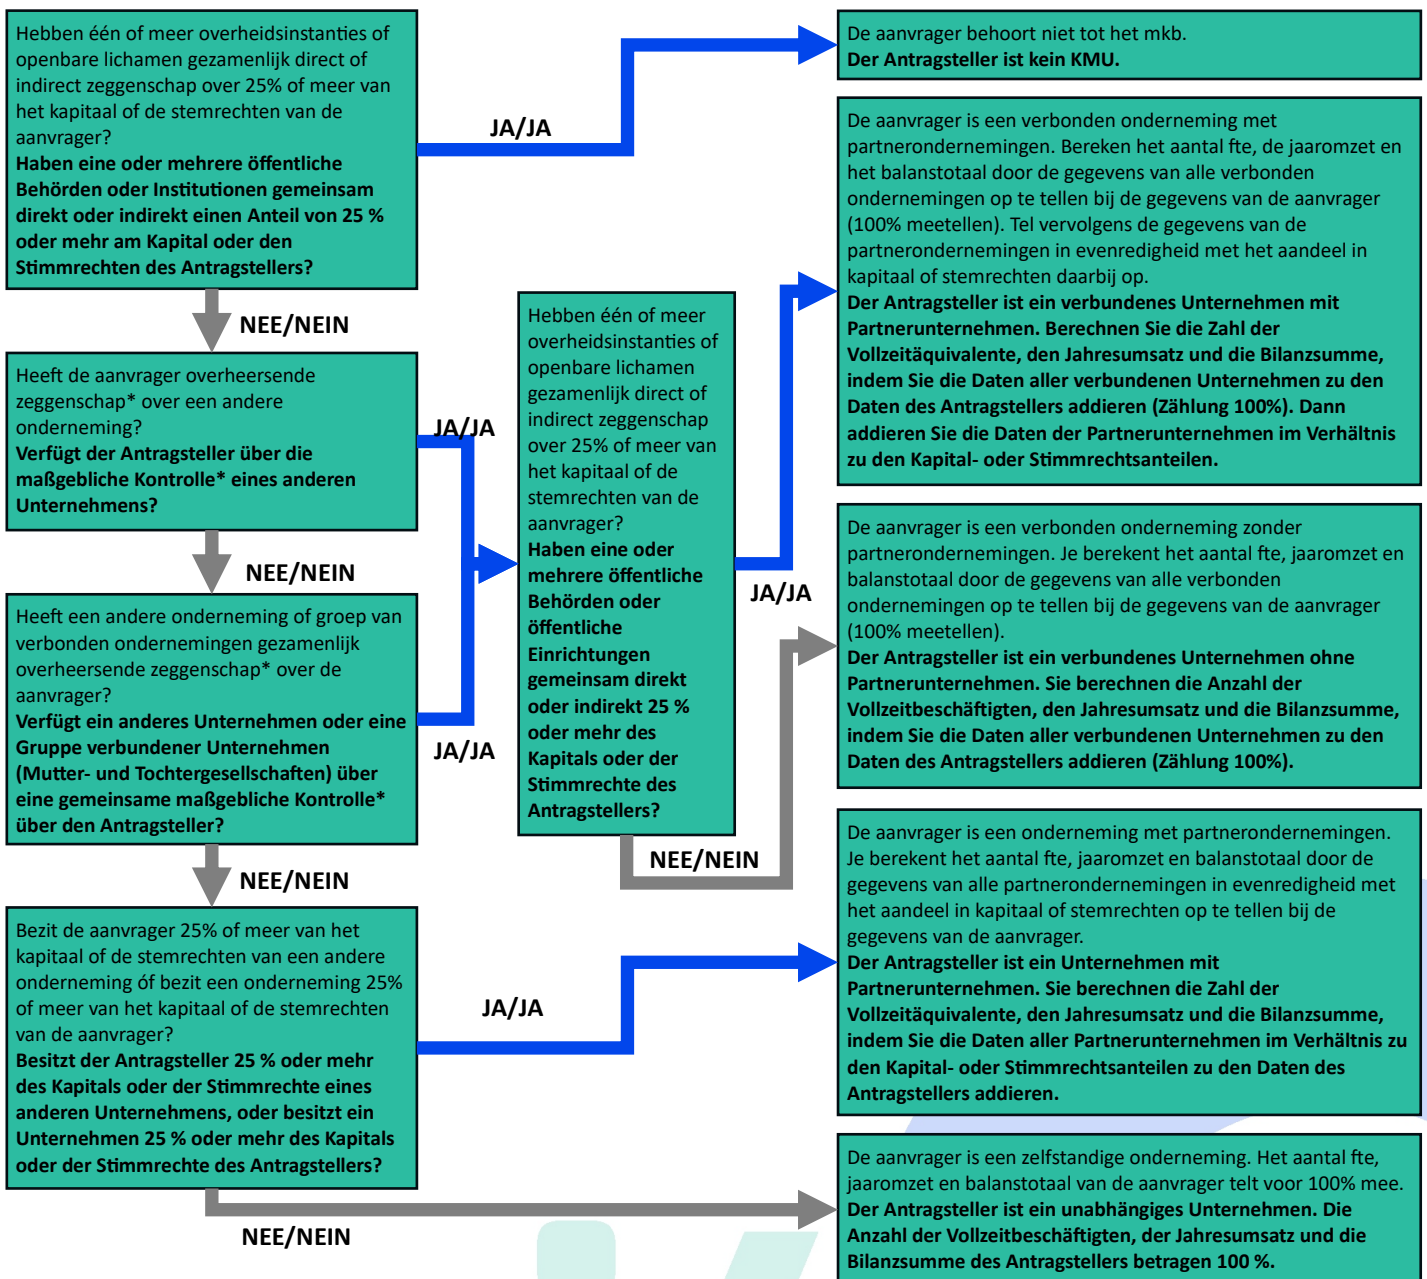 Hebben één of meer overheidsinstanties of
openbare lichamen gezamenlijk direct of
indirect zeggenschap over 25% of meer van
het kapitaal of de stemrechten van de
aanvrager?
Haben eine oder mehrere öffentliche
Behörden oder Institutionen gemeinsam
direkt oder indirekt einen Anteil von 25 %
oder mehr am Kapital oder den
Stimmrechten des Antragstellers?
JA/JA
De aanvrager behoort niet tot het mkb.
Der Antragsteller ist kein KMU.
NEE/NEIN
Heeft de aanvrager overheersende
zeggenschap* over een andere
onderneming?
Verfügt der Antragsteller über die
maßgebliche Kontrolle* eines anderen
Unternehmens?
JA/JA
NEE/NEIN
Heeft een andere onderneming of groep van
verbonden ondernemingen gezamenlijk
overheersende zeggenschap* over de
aanvrager?
Verfügt ein anderes Unternehmen oder eine
Gruppe verbundener Unternehmen
(Mutter- und Tochtergesellschaften) über
eine gemeinsame maßgebliche Kontrolle*
über den Antragsteller?
JA/JA
NEE/NEIN
Hebben één of meer
overheidsinstanties of
openbare lichamen
gezamenlijk direct of
indirect zeggenschap
over 25% of meer van
het kapitaal of de
stemrechten van de
aanvrager?
Haben eine oder
mehrere öffentliche
Behörden oder
öffentliche
Einrichtungen
gemeinsam direkt
oder indirekt 25 %
oder mehr des
Kapitals oder der
Stimmrechte des
Antragstellers?
JA/JA
NEE/NEIN
De aanvrager is een verbonden onderneming met
partnerondernemingen. Bereken het aantal fte, de jaaromzet en
het balanstotaal door de gegevens van alle verbonden
ondernemingen op te tellen bij de gegevens van de aanvrager
(100% meetellen). Tel vervolgens de gegevens van de
partnerondernemingen in evenredigheid met het aandeel in
kapitaal of stemrechten daarbij op.
Der Antragsteller ist ein verbundenes Unternehmen mit
Partnerunternehmen. Berechnen Sie die Zahl der
Vollzeitäquivalente, den Jahresumsatz und die Bilanzsumme,
indem Sie die Daten aller verbundenen Unternehmen zu den
Daten des Antragstellers addieren (Zählung 100%). Dann
addieren Sie die Daten der Partnerunternehmen im Verhältnis
zu den Kapital- oder Stimmrechtsanteilen.
De aanvrager is een verbonden onderneming zonder
partnerondernemingen. Je berekent het aantal fte, jaaromzet en
balanstotaal door de gegevens van alle verbonden
ondernemingen op te tellen bij de gegevens van de aanvrager
(100% meetellen).
Der Antragsteller ist ein verbundenes Unternehmen ohne
Partnerunternehmen. Sie berechnen die Anzahl der
Vollzeitbeschäftigten, den Jahresumsatz und die Bilanzsumme,
indem Sie die Daten aller verbundenen Unternehmen zu den
Daten des Antragstellers addieren (Zählung 100%).
Bezit de aanvrager 25% of meer van het
kapitaal of de stemrechten van een andere
onderneming óf bezit een onderneming 25%
of meer van het kapitaal of de stemrechten
van de aanvrager?
Besitzt der Antragsteller 25 % oder mehr
des Kapitals oder der Stimmrechte eines
anderen Unternehmens, oder besitzt ein
Unternehmen 25 % oder mehr des Kapitals
oder der Stimmrechte des Antragstellers?
JA/JA
NEE/NEIN
De aanvrager is een onderneming met partnerondernemingen.
Je berekent het aantal fte, jaaromzet en balanstotaal door de
gegevens van alle partnerondernemingen in evenredigheid met
het aandeel in kapitaal of stemrechten op te tellen bij de
gegevens van de aanvrager.
Der Antragsteller ist ein Unternehmen mit
Partnerunternehmen. Sie berechnen die Zahl der
Vollzeitäquivalente, den Jahresumsatz und die Bilanzsumme,
indem Sie die Daten aller Partnerunternehmen im Verhältnis zu
den Kapital- oder Stimmrechtsanteilen zu den Daten des
Antragstellers addieren.
De aanvrager is een zelfstandige onderneming. Het aantal fte,
jaaromzet en balanstotaal van de aanvrager telt voor 100% mee.
Der Antragsteller ist ein unabhängiges Unternehmen. Die
Anzahl der Vollzeitbeschäftigten, der Jahresumsatz und die
Bilanzsumme des Antragstellers betragen 100 %.